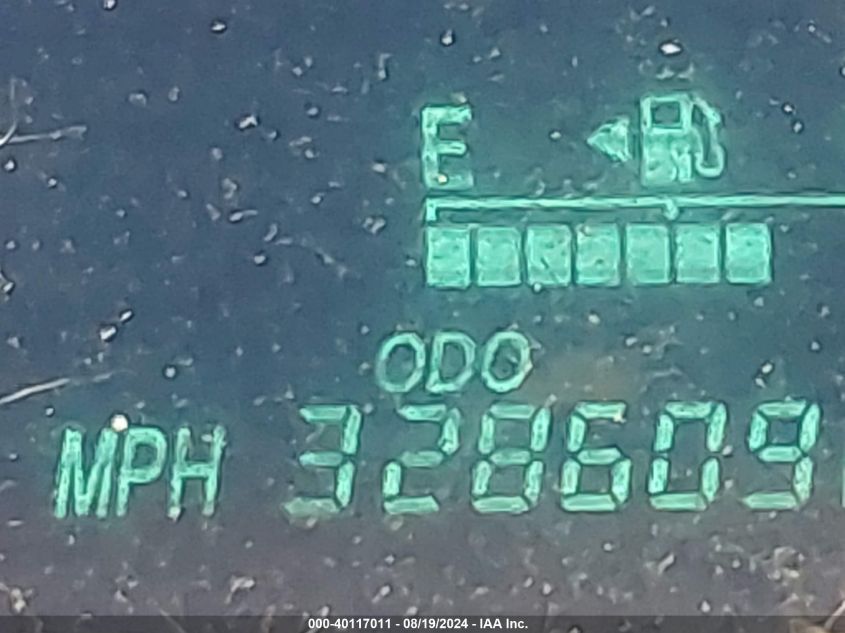 E
ODO
MPH 328609
000-40117011 - 08/19/2024 - IAA Inc.